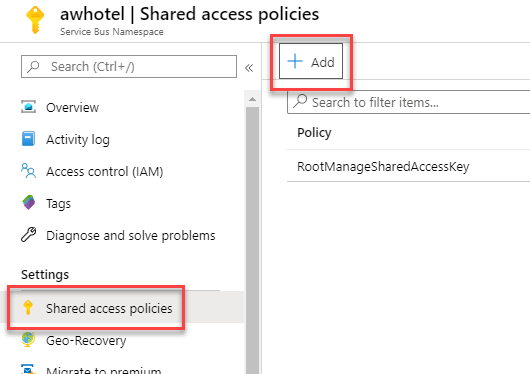 awhotel | Shared access policies
Service Bus Namespace
Search (Ctrl+/)
«
Overview
Activity log
Access control (IAM)
Tags
Diagnose and solve problems
Settings
Shared access policies
Geo-Recovery
Migrate to premium
+ Add
Search to filter items...
Policy
RootManageSharedAccessKey